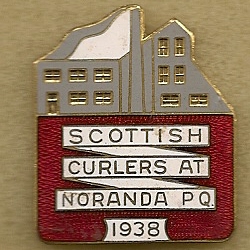 SCOTTISH
CURLERS AT
NORANDA P.Q.
1938